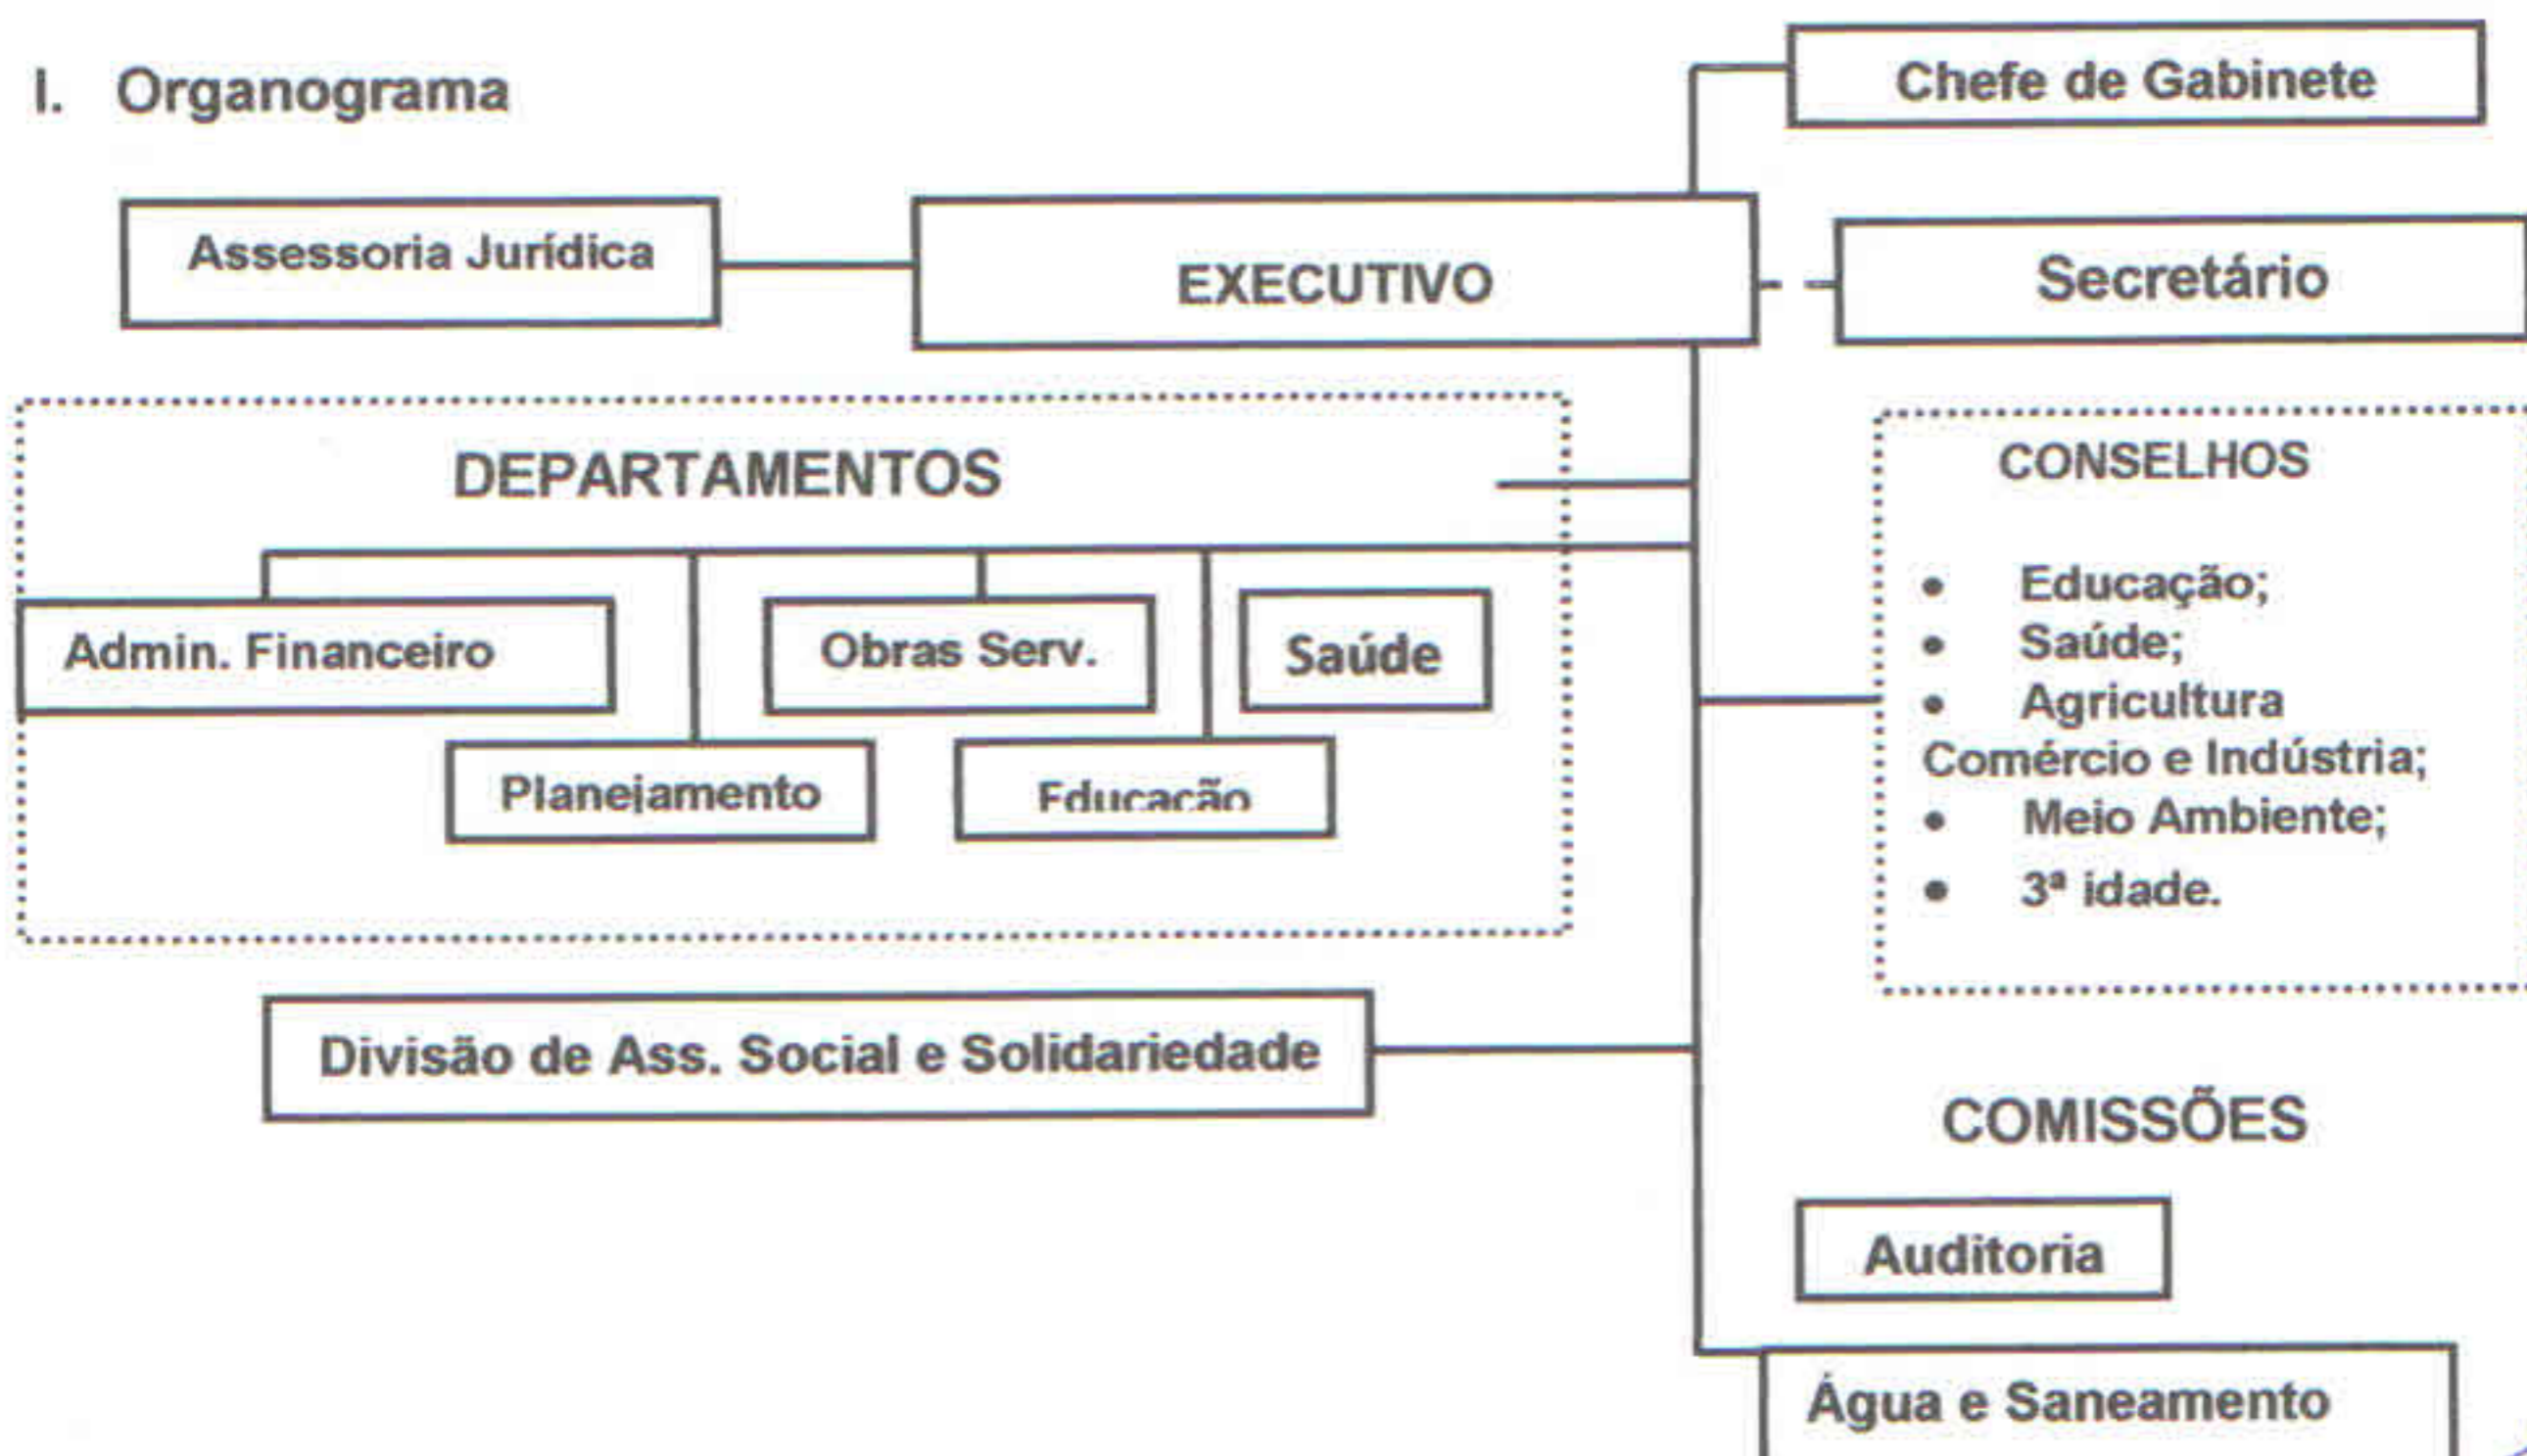 I. Organograma
Chefe de Gabinete
Assessoria Jurídica
EXECUTIVO
Secretário
DEPARTAMENTOS
Admin. Financeiro
Obras Serv.
Saúde
Planejamento
Educação
CONSELHOS
• Educação;
• Saúde;
• Agricultura
Comércio e Indústria;
• Meio Ambiente;
• 3ª idade.
Divisão de Ass. Social e Solidariedade
COMISSÕES
Auditoria
Água e Saneamento